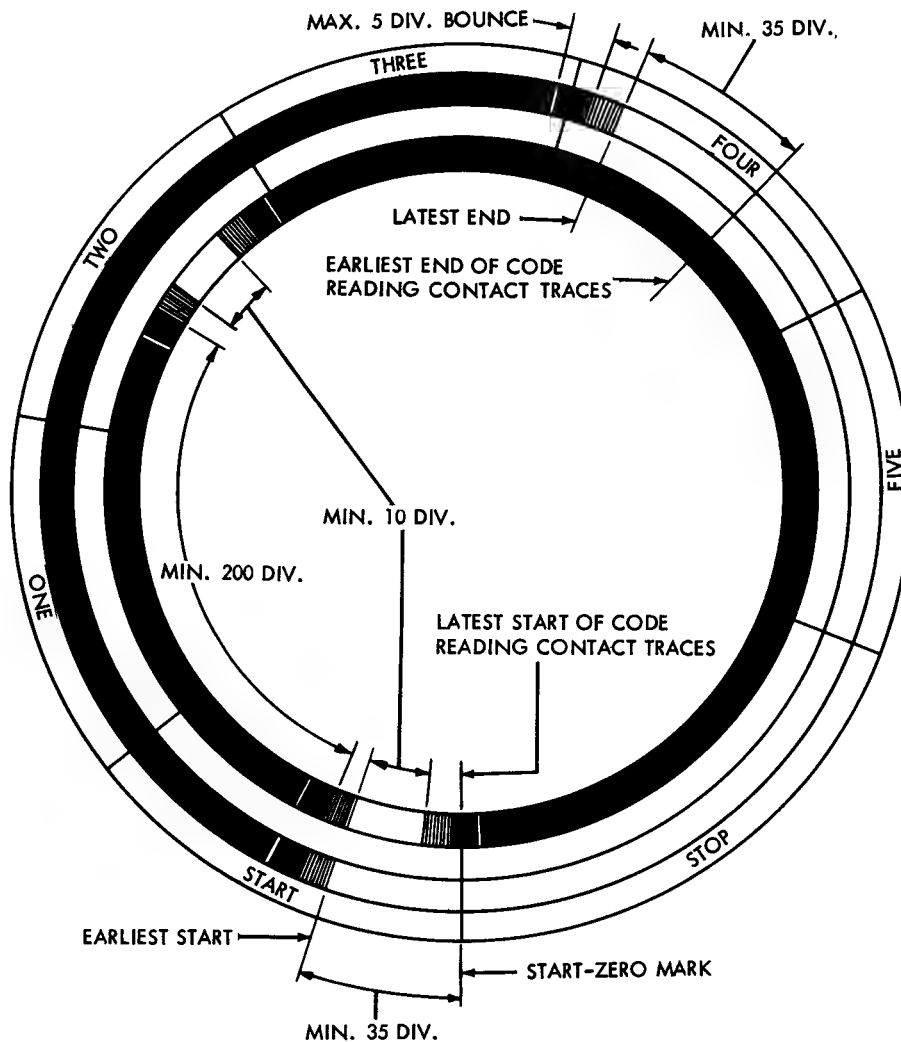 MAX. 5 DIV. BOUNCE
MIN. 35 DIV.
THREE
FOUR
LATEST END
TWO
EARLIEST END OF CODE
READING CONTACT TRACES
FIVE
MIN. 10 DIV.
MIN. 200 DIV.
ONE
LATEST START OF CODE
READING CONTACT TRACES
STOP
START
EARLIEST START
START-ZERO MARK
MIN. 35 DIV.